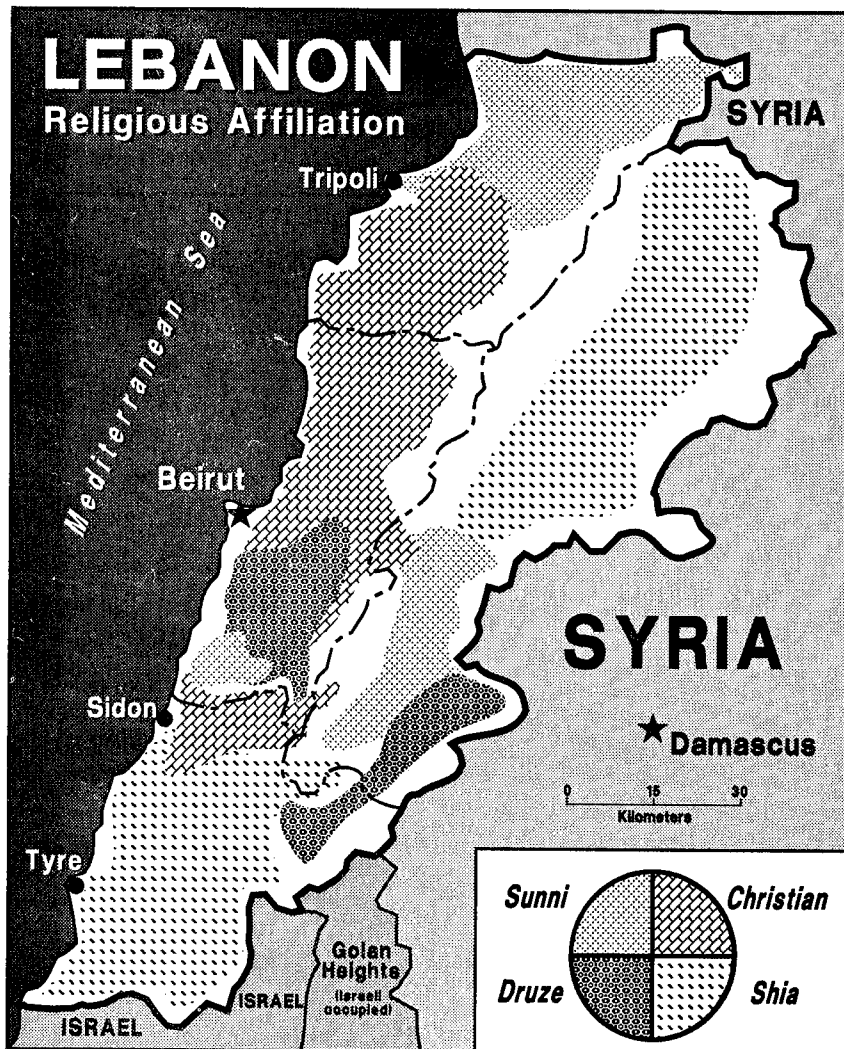 LEBANON
Religious Affiliation
SYRIA
Tripoli
Mediterranean Sea
Beirut
SYRIA
Sidon
Damascus
0 15 30
Kilometers
Tyre
Sunni
Christian
Golan
Heights
(Israeli
occupied)
Druze
Shia
ISRAEL
ISRAEL